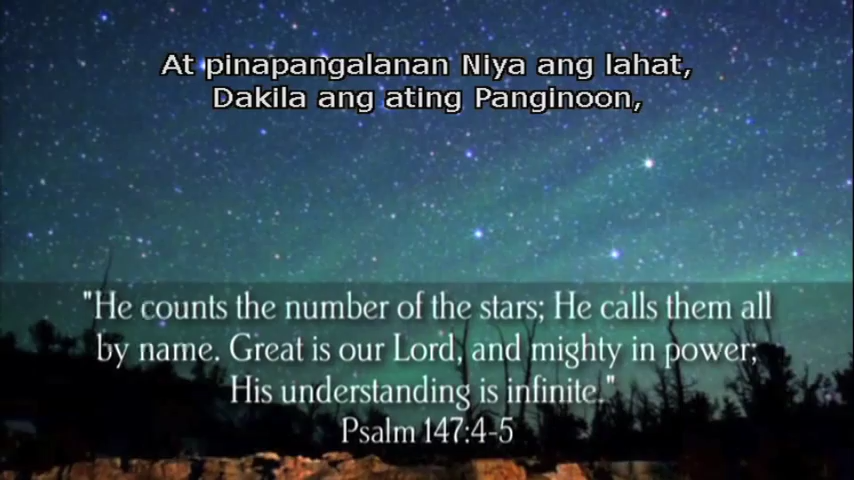 At pinapangalanan Niya ang lahat,
Dakila ang ating Panginoon,
"He counts the number of the stars; He calls them all
by name. Great is our Lord, and mighty in power;
His understanding is infinite."
Psalm 147:4-5